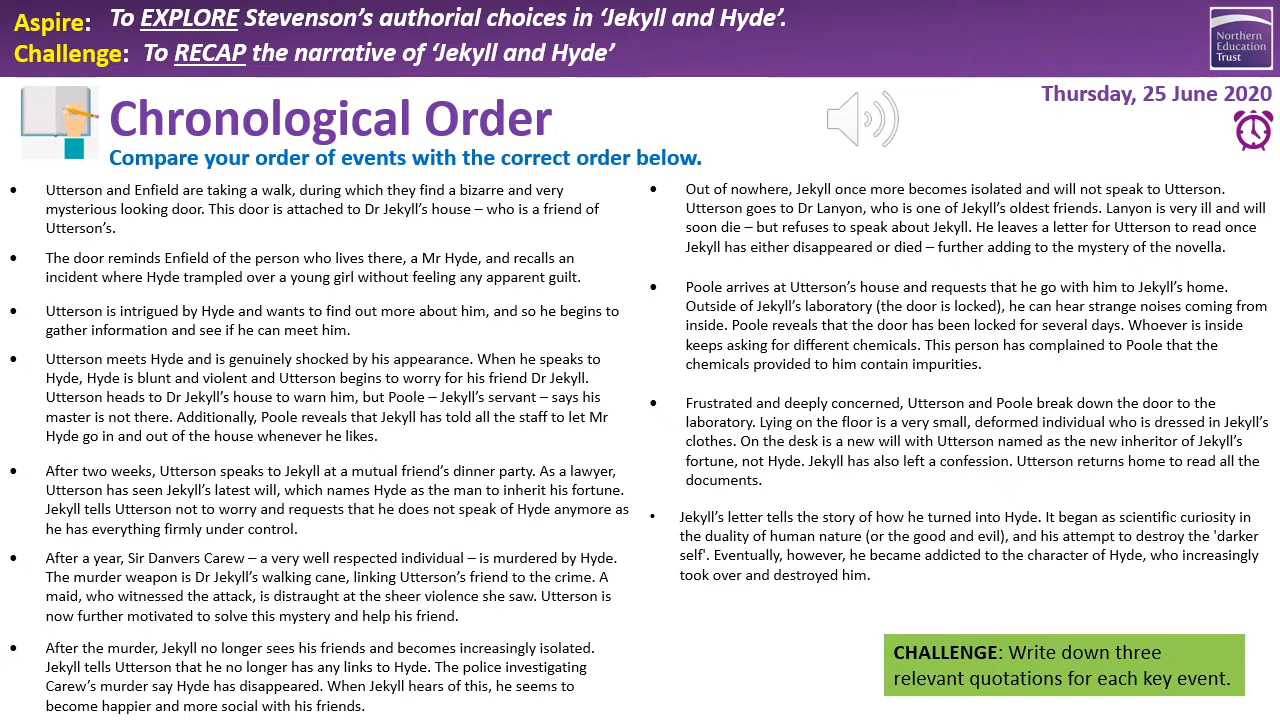 Aspire: To EXPLORE Stevenson’s authorial choices in ‘Jekyll and Hyde’.
Challenge: To RECAP the narrative of ‘Jekyll and Hyde’
Northern
Education
Trust
Thursday, 25 June 2020
Chronological Order
Compare your order of events with the correct order below.
• Utterson and Enfield are taking a walk, during which they find a bizarre and very
mysterious looking door. This door is attached to Dr Jekyll’s house – who is a friend of
Utterson’s.
• The door reminds Enfield of the person who lives there, a Mr Hyde, and recalls an
incident where Hyde trampled over a young girl without feeling any apparent guilt.
• Utterson is intrigued by Hyde and wants to find out more about him, and so he begins to
gather information and see if he can meet him.
• Utterson meets Hyde and is genuinely shocked by his appearance. When he speaks to
Hyde, Hyde is blunt and violent and Utterson begins to worry for his friend Dr Jekyll.
Utterson heads to Dr Jekyll’s house to warn him, but Poole – Jekyll’s servant – says his
master is not there. Additionally, Poole reveals that Jekyll has told all the staff to let Mr
Hyde go in and out of the house whenever he likes.
• After two weeks, Utterson speaks to Jekyll at a mutual friend’s dinner party. As a lawyer,
Utterson has seen Jekyll’s latest will, which names Hyde as the man to inherit his fortune.
Jekyll tells Utterson not to worry and requests that he does not speak of Hyde anymore as
he has everything firmly under control.
• After a year, Sir Danvers Carew – a very well respected individual – is murdered by Hyde.
The murder weapon is Dr Jekyll’s walking cane, linking Utterson’s friend to the crime. A
maid, who witnessed the attack, is distraught at the sheer violence she saw. Utterson is
now further motivated to solve this mystery and help his friend.
• After the murder, Jekyll no longer sees his friends and becomes increasingly isolated.
Jekyll tells Utterson that he no longer has any links to Hyde. The police investigating
Carew’s murder say Hyde has disappeared. When Jekyll hears of this, he seems to
become happier and more social with his friends.
• Out of nowhere, Jekyll once more becomes isolated and will not speak to Utterson.
Utterson goes to Dr Lanyon, who is one of Jekyll’s oldest friends. Lanyon is very ill and will
soon die – but refuses to speak about Jekyll. He leaves a letter for Utterson to read once
Jekyll has either disappeared or died – further adding to the mystery of the novella.
• Poole arrives at Utterson’s house and requests that he go with him to Jekyll’s home.
Outside of Jekyll’s laboratory (the door is locked), he can hear strange noises coming from
inside. Poole reveals that the door has been locked for several days. Whoever is inside
keeps asking for different chemicals. This person has complained to Poole that the
chemicals provided to him contain impurities.
• Frustrated and deeply concerned, Utterson and Poole break down the door to the
laboratory. Lying on the floor is a very small, deformed individual who is dressed in Jekyll’s
clothes. On the desk is a new will with Utterson named as the new inheritor of Jekyll’s
fortune, not Hyde. Jekyll has also left a confession. Utterson returns home to read all the
documents.
• Jekyll’s letter tells the story of how he turned into Hyde. It began as scientific curiosity in
the duality of human nature (or the good and evil), and his attempt to destroy the 'darker
self'. Eventually, however, he became addicted to the character of Hyde, who increasingly
took over and destroyed him.
CHALLENGE: Write down three
relevant quotations for each key event.